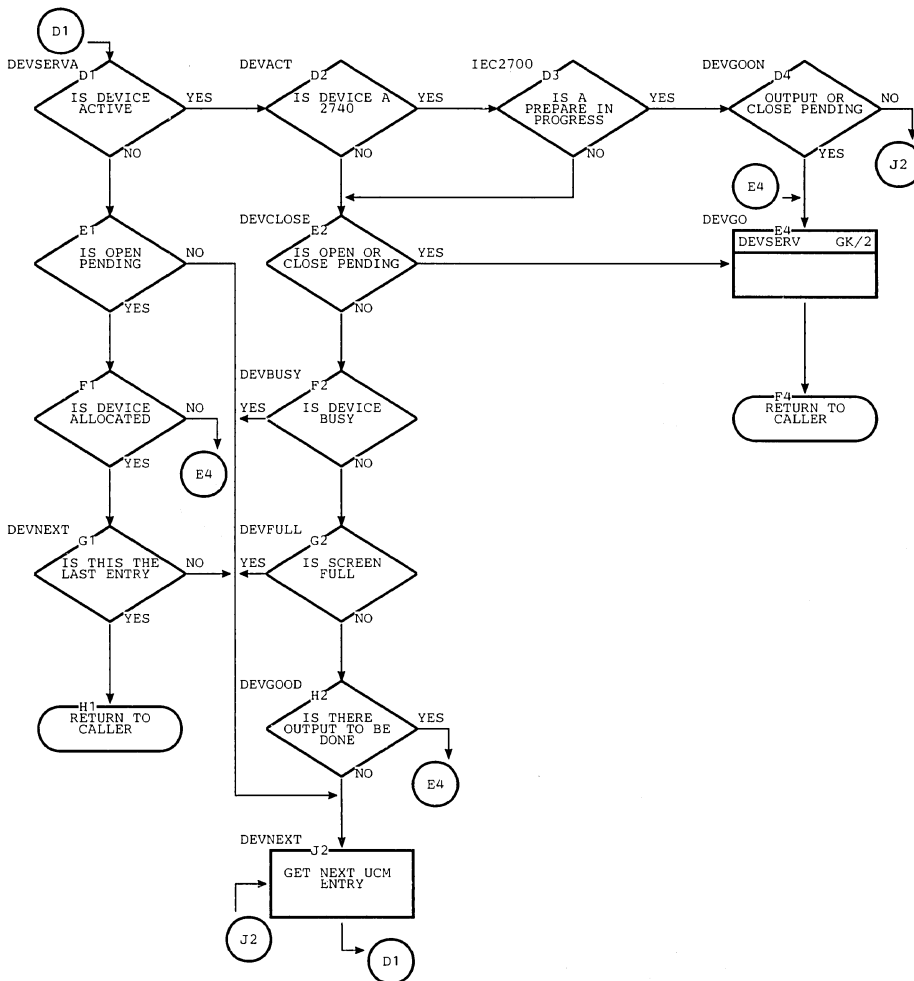 D1
DEVSERVA
D1
IS DEVICE
ACTIVE
YES
NO
DEVACT
D2
IS DEVICE A
2740
YES
NO
IEC2700
D3
IS A
PREPARE IN
PROGRESS
YES
NO
DEVGOON
D4
OUTPUT OR
CLOSE PENDING
NO
YES
J2
E4
E1
IS OPEN
PENDING
NO
YES
DEVCLOSE
E2
IS OPEN OR
CLOSE PENDING
YES
NO
DEVGO
E4
DEVSERV GK/2
F1
IS DEVICE
ALLOCATED
NO
YES
E4
DEVBUSY
F2
IS DEVICE
BUSY
YES
NO
F4
RETURN TO
CALLER
DEVNEXT
G1
IS THIS THE
LAST ENTRY
NO
YES
DEVFULL
G2
IS SCREEN
FULL
YES
NO
H1
RETURN TO
CALLER
DEVGOOD
H2
IS THERE
OUTPUT TO BE
DONE
YES
NO
E4
DEVNEXT
J2
GET NEXT UCM
ENTRY
J2
D1